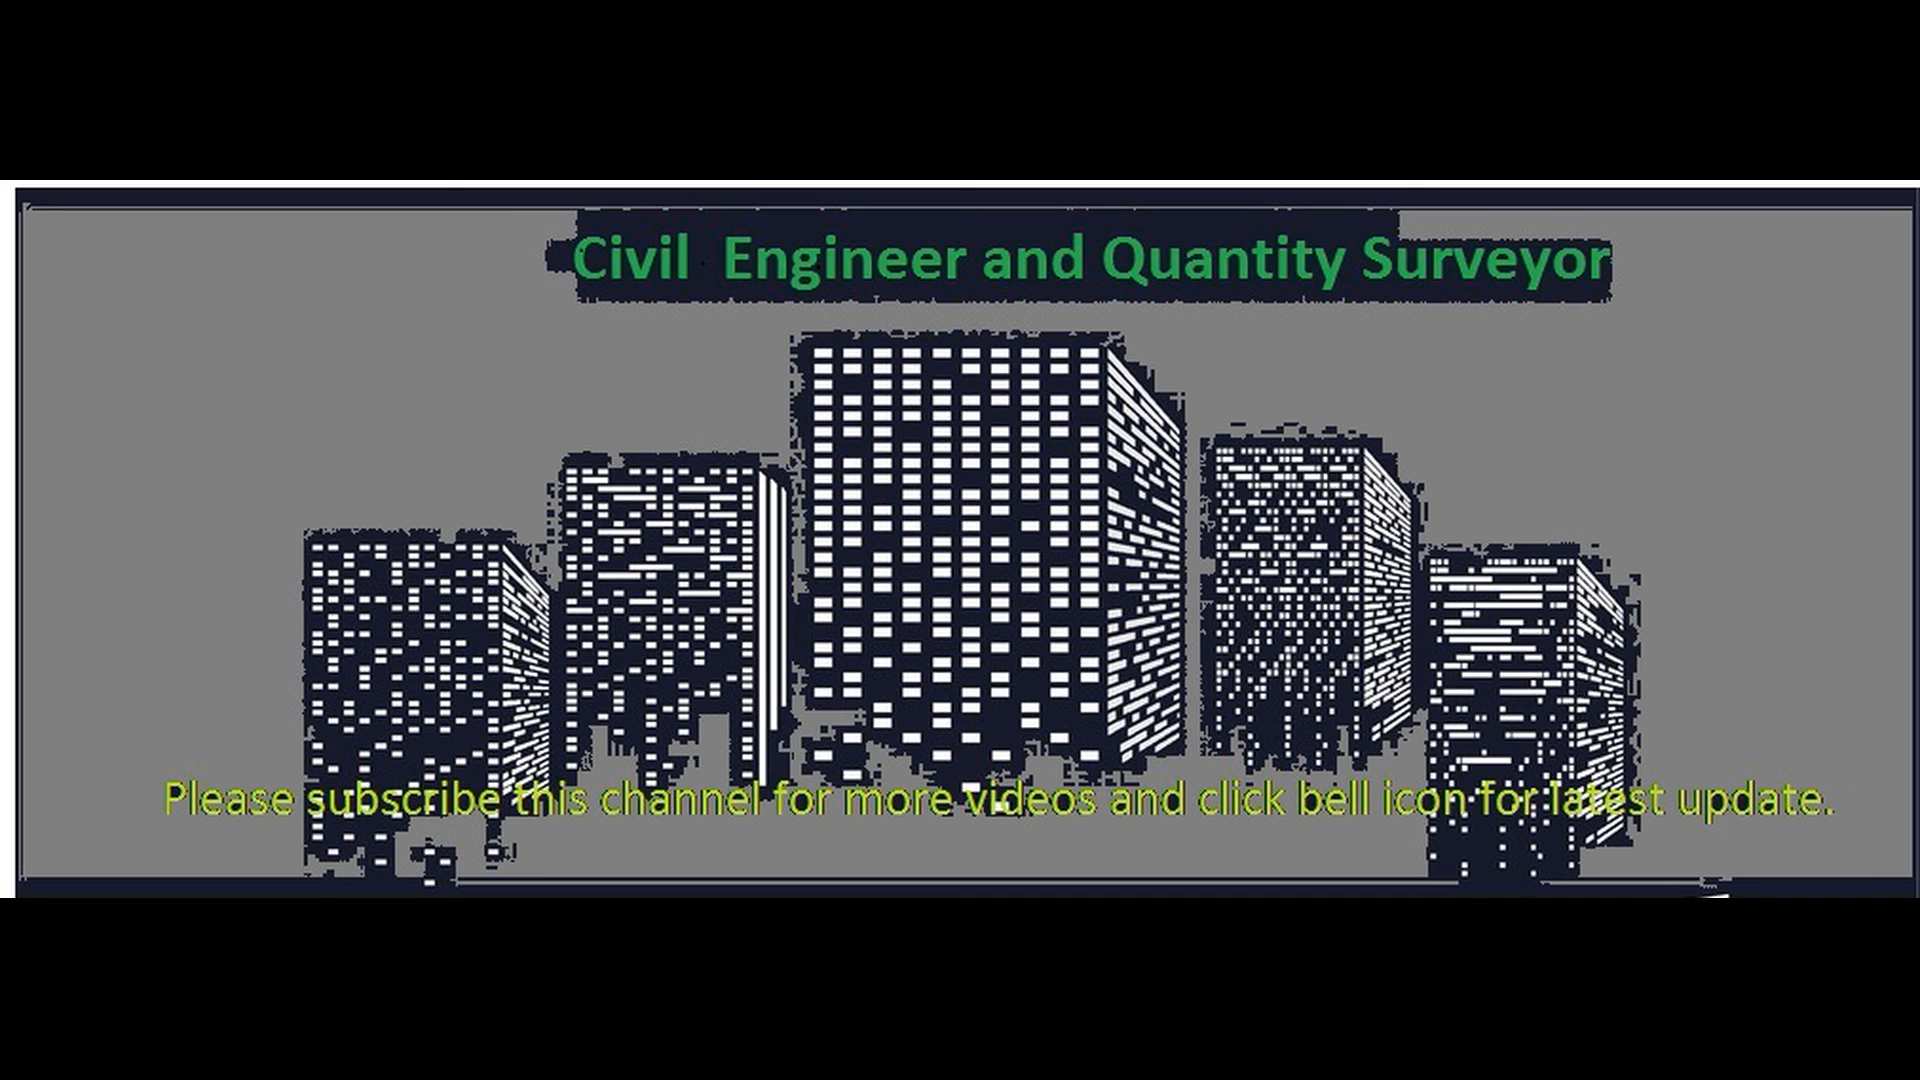 Civil  Engineer and Quantity Surveyor
Please subscribe this channel for more videos and click bell icon for latest update.